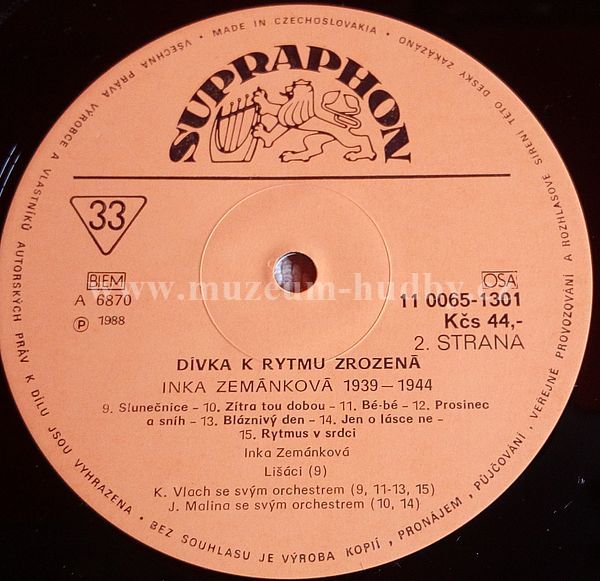 VŠECHNA PRÁVA VÝROBCE A VLASTNÍKŮ AUTORSKÝCH PRÁV K DÍLU JSOU VYHRAZENA • BEZ SOUHLASU JE VÝROBA KOPIÍ, PRONÁJEM, PŮJČOVÁNÍ, VEŘEJNÉ PROVOZOVÁNÍ A ROZHLASOVÉ ŠÍŘENÍ TÉTO DESKY ZAKÁZÁNO • MADE IN CZECHOSLOVAKIA •
SUPRAPHON
33
BIEM
OSA
A 6870
11 0065-1301
℗ 1988
Kčs 44,-
2. STRANA
www.muzeum-hudby.cz
DÍVKA K RYTMU ZROZENÁ
INKA ZEMÁNKOVÁ 1939 — 1944
9. Slunečnice - 10. Zítra tou dobou - 11. Bé-bé - 12. Prosinec
a sníh - 13. Bláznivý den - 14. Jen o lásce ne -
15. Rytmus v srdci
Inka Zemánková
Lišáci (9)
K. Vlach se svým orchestrem (9, 11-13, 15)
J. Malina se svým orchestrem (10, 14)